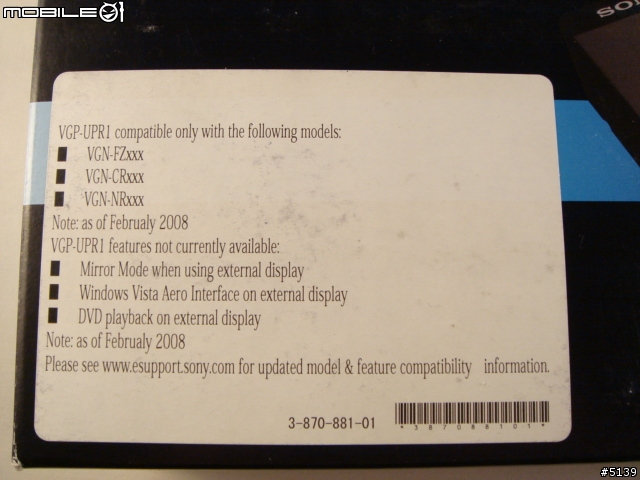 MOBILE01
VGP-UPR1 compatible only with the following models:
VGN-FZxxx
VGN-CRxxx
VGN-NRxxx
Note: as of Februaly 2008
VGP-UPR1 features not currently available:
Mirror Mode when using external display
Windows Vista Aero Interface on external display
DVD playback on external display
Note: as of Februaly 2008
Please see www.esupport.sony.com for updated model & feature compatibility information.
3-870-881-01
*387088101*
#5139